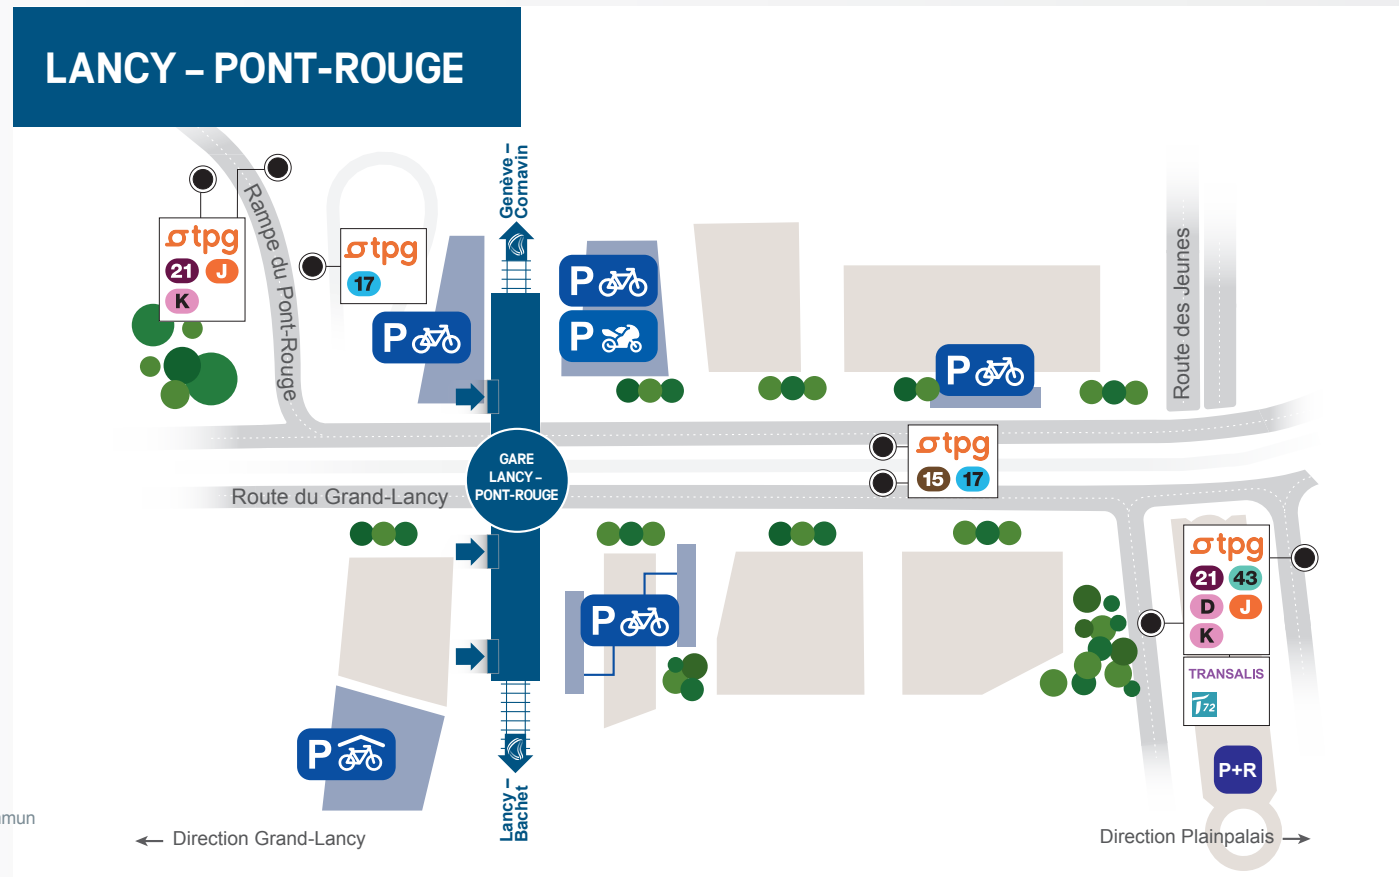 LANCY – PONT-ROUGE
Genève –
Cornavin
tpg
21 J
K
Rampe du Pont-Rouge
tpg
17
P
P
P
P
Route des Jeunes
GARE
LANCY –
PONT-ROUGE
tpg
15 17
Route du Grand-Lancy
tpg
21 43
D J
K
TRANSALIS
T72
P
P
P+R
Lancy –
Bachet
mun
← Direction Grand-Lancy
Direction Plainpalais →